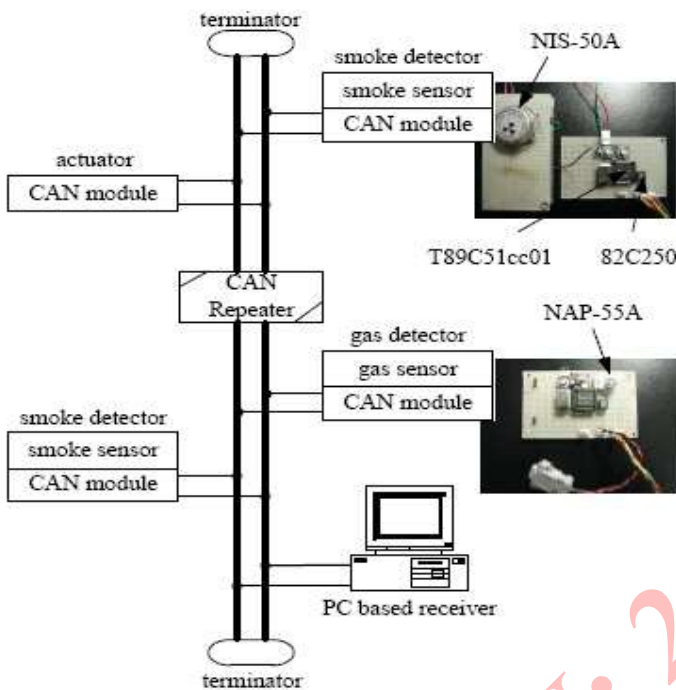 terminator
NIS-50A
smoke detector
smoke sensor
CAN module
actuator
CAN module
T89C51cc01
82C250
CAN
Repeater
NAP-55A
gas detector
gas sensor
CAN module
smoke detector
smoke sensor
CAN module
PC based receiver
terminator